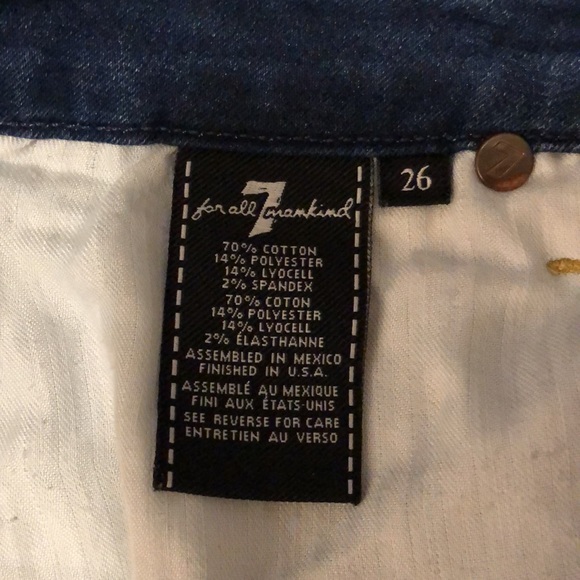 7
for all mankind
26
70% COTTON
14% POLYESTER
14% LYOCELL
2% SPANDEX
70% COTON
14% POLYESTER
14% LYOCELL
2% ÉLASTHANNE
ASSEMBLED IN MEXICO
FINISHED IN U.S.A.
ASSEMBLÉ AU MEXIQUE
FINI AUX ÉTATS-UNIS
SEE REVERSE FOR CARE
ENTRETIEN AU VERSO